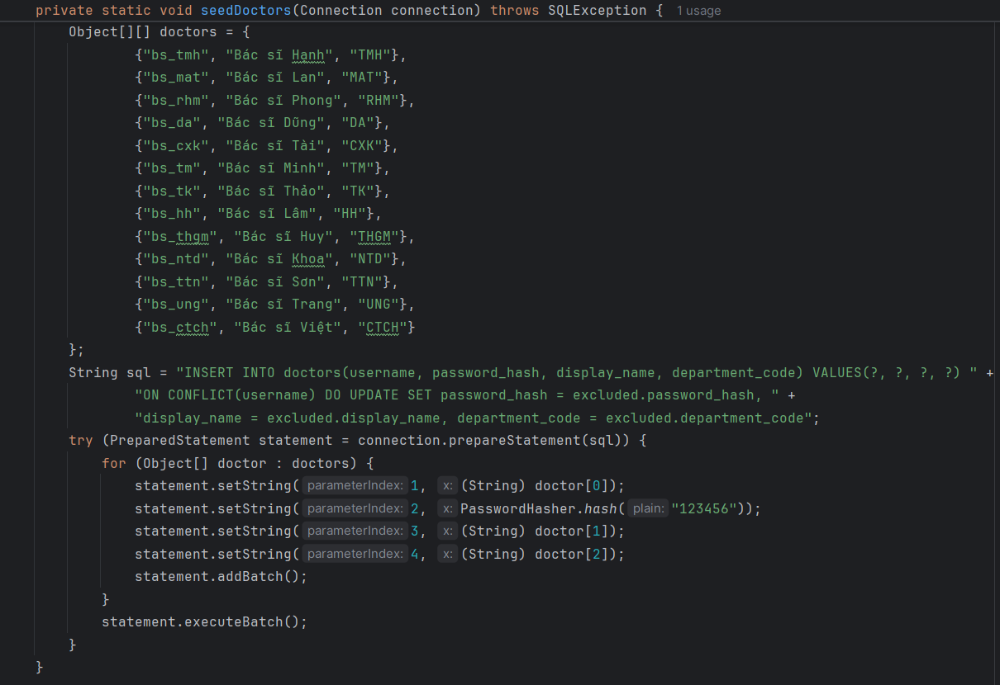 private static void seedDoctors(Connection connection) throws SQLException { 1 usage
Object[][] doctors = {
{"bs_tmh", "Bác sĩ Hạnh", "TMH"},
{"bs_mat", "Bác sĩ Lan", "MAT"},
{"bs_rhm", "Bác sĩ Phong", "RHM"},
{"bs_da", "Bác sĩ Dũng", "DA"},
{"bs_cxk", "Bác sĩ Tài", "CXK"},
{"bs_tm", "Bác sĩ Minh", "TM"},
{"bs_tk", "Bác sĩ Thảo", "TK"},
{"bs_hh", "Bác sĩ Lâm", "HH"},
{"bs_thgm", "Bác sĩ Huy", "THGM"},
{"bs_ntd", "Bác sĩ Khoa", "NTD"},
{"bs_ttn", "Bác sĩ Sơn", "TTN"},
{"bs_ung", "Bác sĩ Trang", "UNG"},
{"bs_ctch", "Bác sĩ Việt", "CTCH"}
};
String sql = "INSERT INTO doctors(username, password_hash, display_name, department_code) VALUES(?, ?, ?, ?) " +
"ON CONFLICT(username) DO UPDATE SET password_hash = excluded.password_hash, " +
"display_name = excluded.display_name, department_code = excluded.department_code";
try (PreparedStatement statement = connection.prepareStatement(sql)) {
for (Object[] doctor : doctors) {
statement.setString( parameterIndex: 1, x: (String) doctor[0]);
statement.setString( parameterIndex: 2, x: PasswordHasher.hash( plain: "123456"));
statement.setString( parameterIndex: 3, x: (String) doctor[1]);
statement.setString( parameterIndex: 4, x: (String) doctor[2]);
statement.addBatch();
}
statement.executeBatch();
}
}